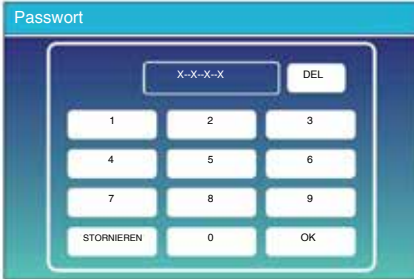 Passwort
X--X--X--X DEL
1 2 3
4 5 6
7 8 9
STORNIEREN 0 OK